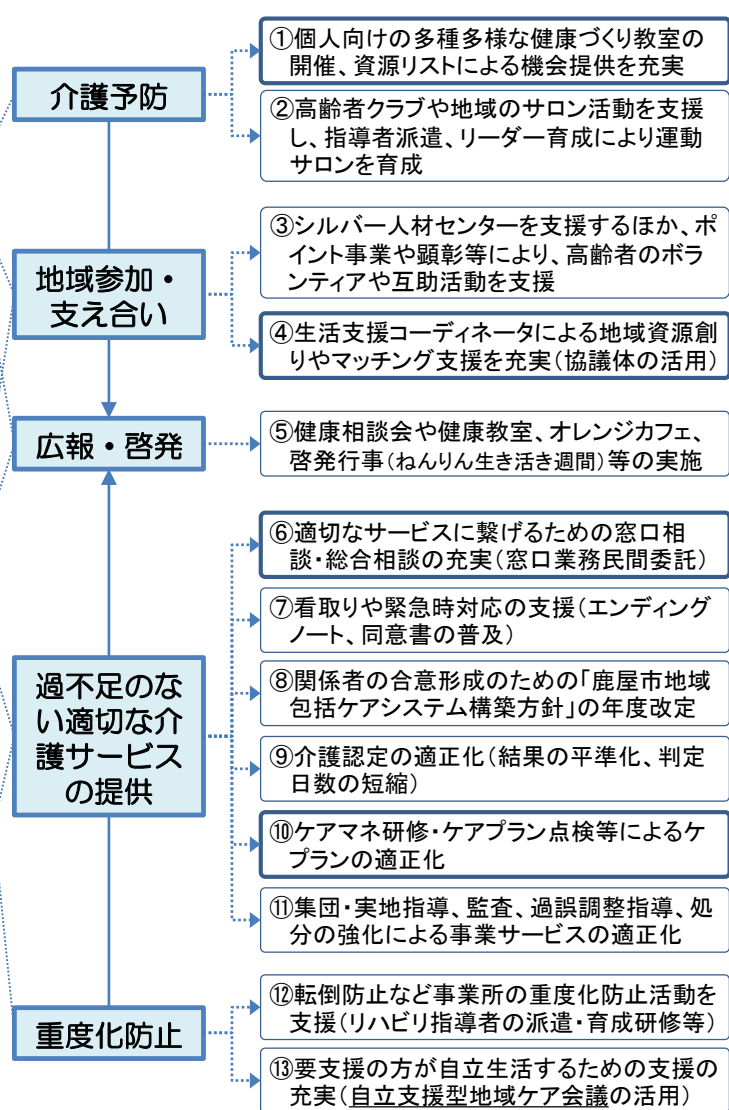 介護予防
①個人向けの多種多様な健康づくり教室の
開催、資源リストによる機会提供を充実
②高齢者クラブや地域のサロン活動を支援
し、指導者派遣、リーダー育成により運動
サロンを育成
地域参加・
支え合い
③シルバー人材センターを支援するほか、ポ
イント事業や顕彰等により、高齢者のボラ
ンティアや互助活動を支援
④生活支援コーディネータによる地域資源創
りやマッチング支援を充実（協議体の活用）
広報・啓発
⑤健康相談会や健康教室、オレンジカフェ、
啓発行事（ねんりん生き活き週間）等の実施
過不足のな
い適切な介
護サービス
の提供
⑥適切なサービスに繋げるための窓口相
談・総合相談の充実（窓口業務民間委託）
⑦看取りや緊急時対応の支援（エンディング
ノート、同意書の普及）
⑧関係者の合意形成のための「鹿屋市地域
包括ケアシステム構築方針」の年度改定
⑨介護認定の適正化（結果の平準化、判定
日数の短縮）
⑩ケアマネ研修・ケアプラン点検等によるケ
プランの適正化
⑪集団・実地指導、監査、過誤調整指導、処
分の強化による事業サービスの適正化
重度化防止
⑫転倒防止など事業所の重度化防止活動を
支援（リハビリ指導者の派遣・育成研修等）
⑬要支援の方が自立生活するための支援の
充実（自立支援型地域ケア会議の活用）